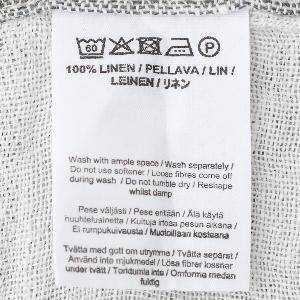 60 P
100% LINEN / PELLAVA / LIN /
LEINEN / リネン
Wash with ample space / Wash separately /
Do not use softener / Loose fibres come off
during wash / Do not tumble dry / Reshape
whilst damp
Pese väljästi / Pese erittäin / Älä käytä
huuhteluainetta / Kuituja irtoaa pesun aikana /
Ei rumpukuivausta / Muotoillaan kosteana
Tvätta med gott om utrymme / Tvätta separat /
Använd inte mjukmedel / Lösa fibrer lossnar
under tvätt / Torktumla inte / Omforma medan
fuktig